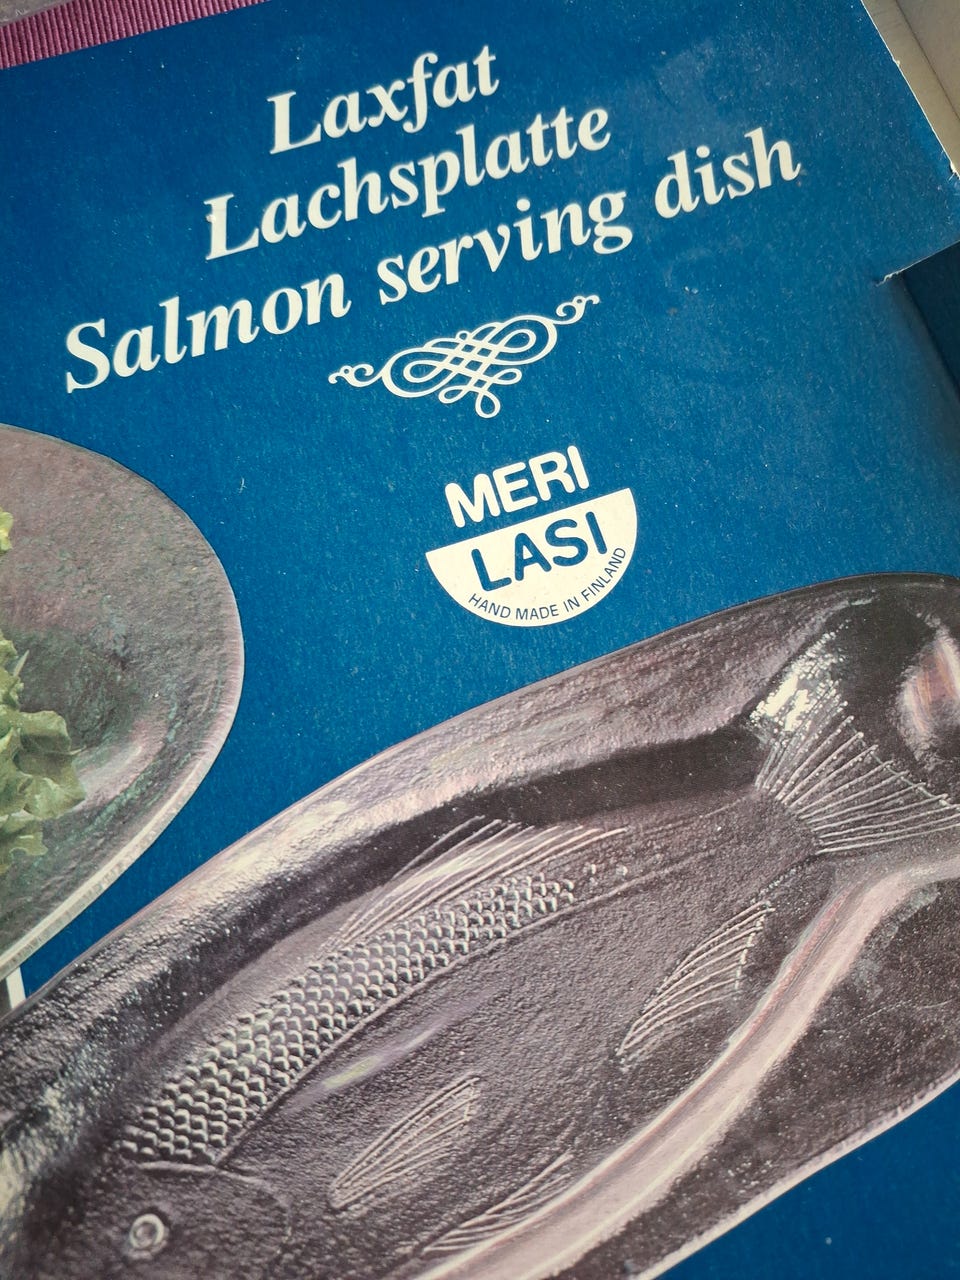 Laxfat
Lachsplatte
Salmon serving dish
MERI
LASI
HAND MADE IN FINLAND